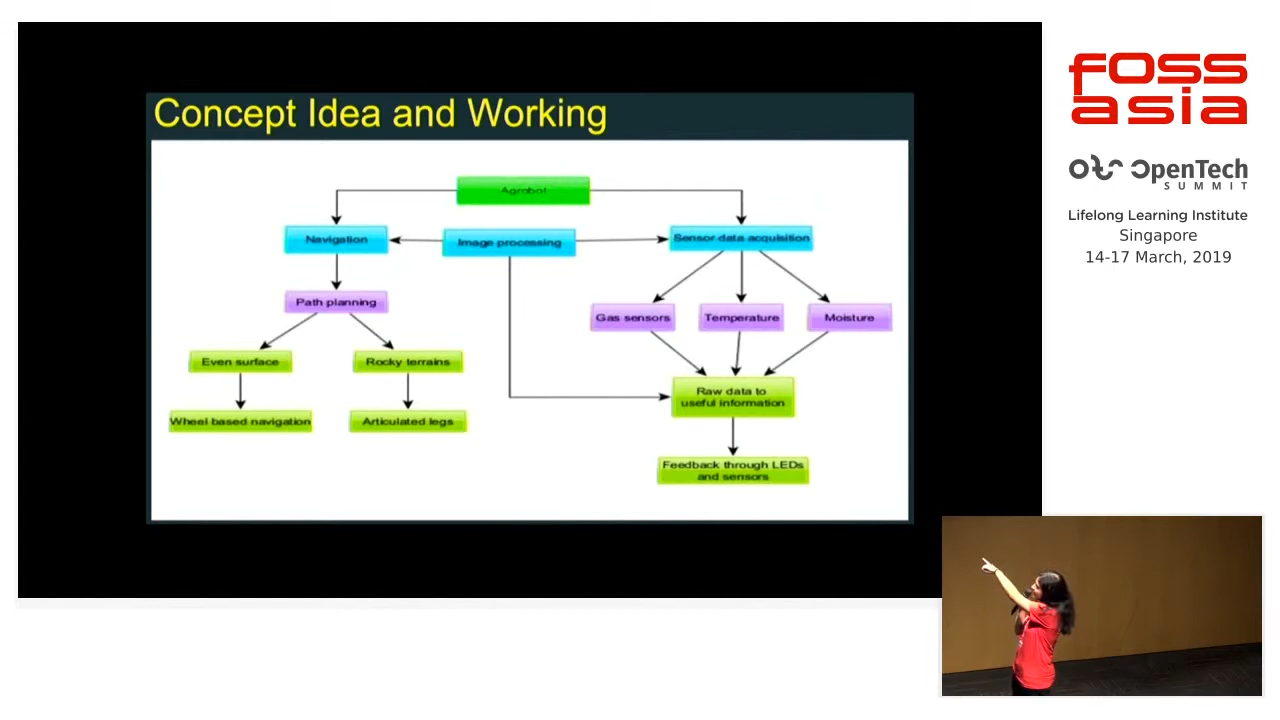 Concept Idea and Working
Agrobot
Navigation
Image processing
Sensor data acquisition
Path planning
Gas sensors
Temperature
Moisture
Even surface
Rocky terrains
Wheel based navigation
Articulated legs
Raw data to
useful information
Feedback through LEDs
and sensors
FOSS
asia
OpenTech
SUMMIT
Lifelong Learning Institute
Singapore
14-17 March, 2019